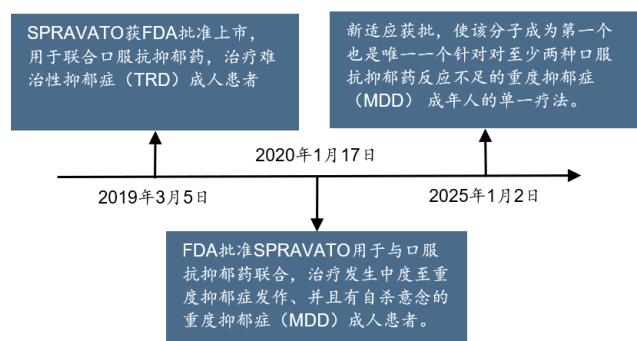 SPRAVATO获FDA批准上市，
用于联合口服抗抑郁药，治疗难
治性抑郁症（TRD）成人患者
新适应获批，使该分子成为第一个
也是唯一一个针对对至少两种口服
抗抑郁药反应不足的重度抑郁症
（MDD） 成年人的单一疗法。
2020年1月17日
2019年3月5日
2025年1月2日
FDA批准SPRAVATO用于与口服
抗抑郁药联合，治疗发生中度至重
度抑郁症发作、并且有自杀意念的
重度抑郁症（MDD）成人患者。